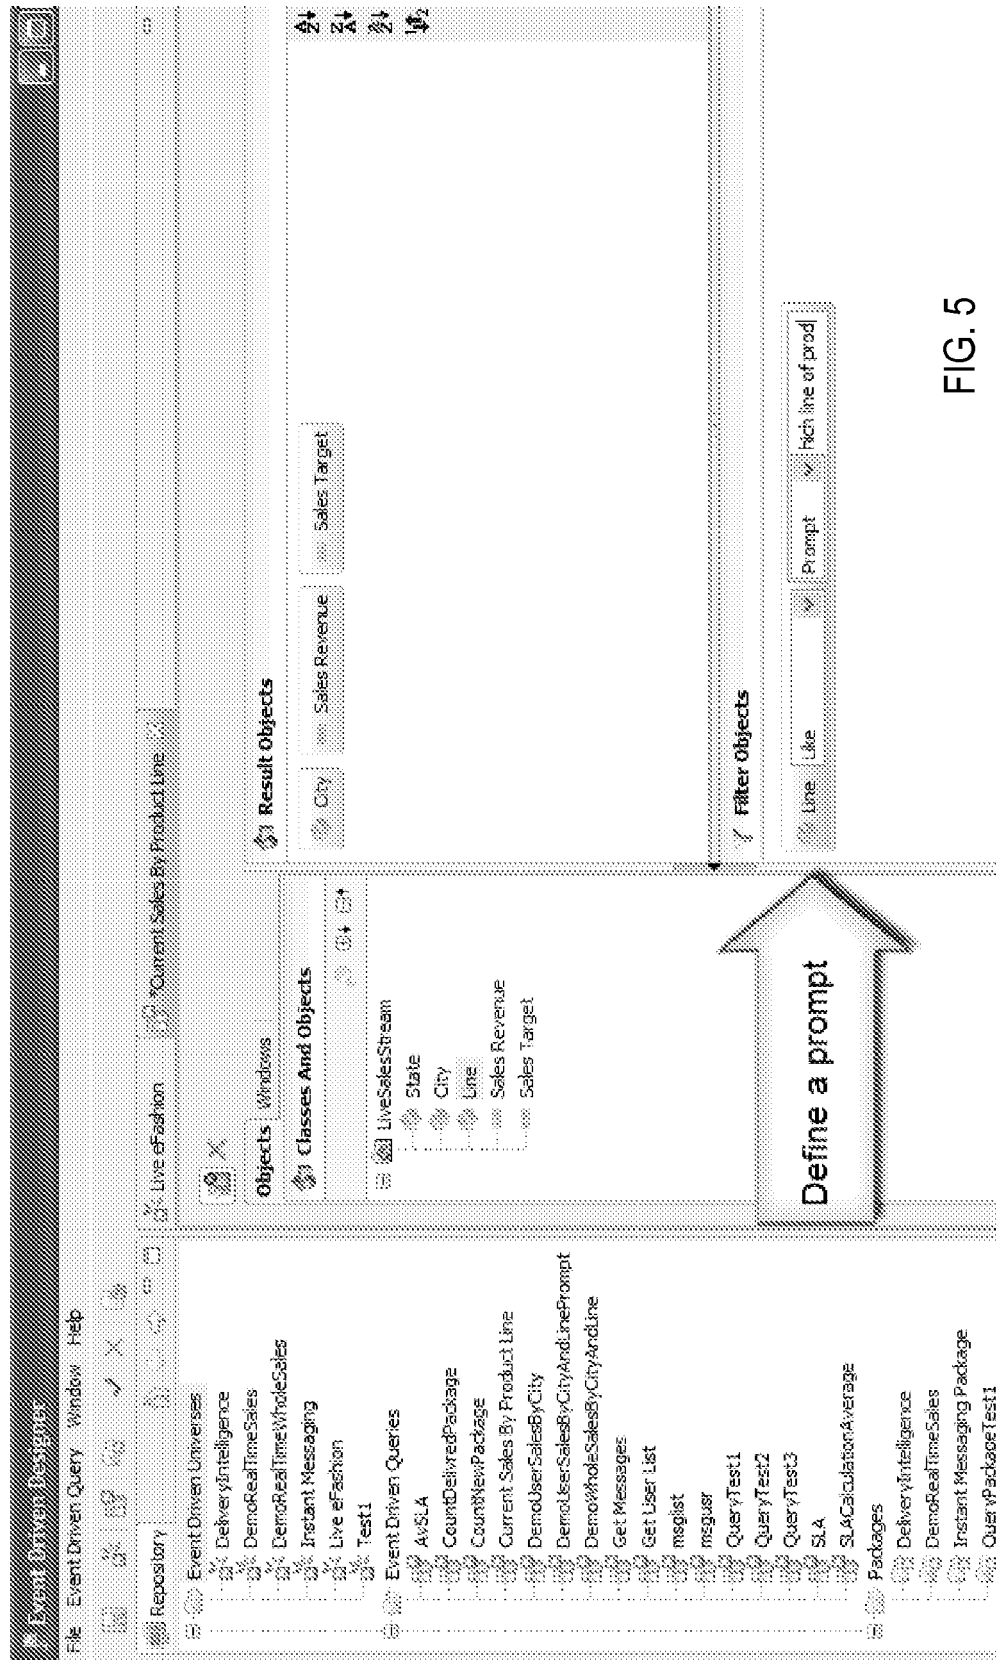 Event Driven Designer
File Event Driven Query Window Help
Repository
Event Driven Universes
DeliveryIntelligence
DemoRealTimeSales
DemoRealTimeWholeSales
Instant Messaging
Live eFashion
Test1
Event Driven Queries
AvSLA
CountDelivredPackage
CountNewPackage
Current Sales By Product Line
DemoUserSalesByCity
DemoUserSalesByCityAndLinePrompt
DemoWholeSalesByCityAndLine
Get Messages
Get User List
msglist
msgusr
QueryTest1
QueryTest2
QueryTest3
SLA
SLACalculationAverage
Packages
DeliveryIntelligence
DemoRealTimeSales
Instant Messaging Package
QueryPackageTest1
Live eFashion
*Current Sales By Product Line
Objects Windows
Classes And Objects
LiveSalesStream
State
City
Line
Sales Revenue
Sales Target
Define a prompt
Result Objects
City Sales Revenue Sales Target
Filter Objects
Line Like Prompt hich line of prod
FIG. 5